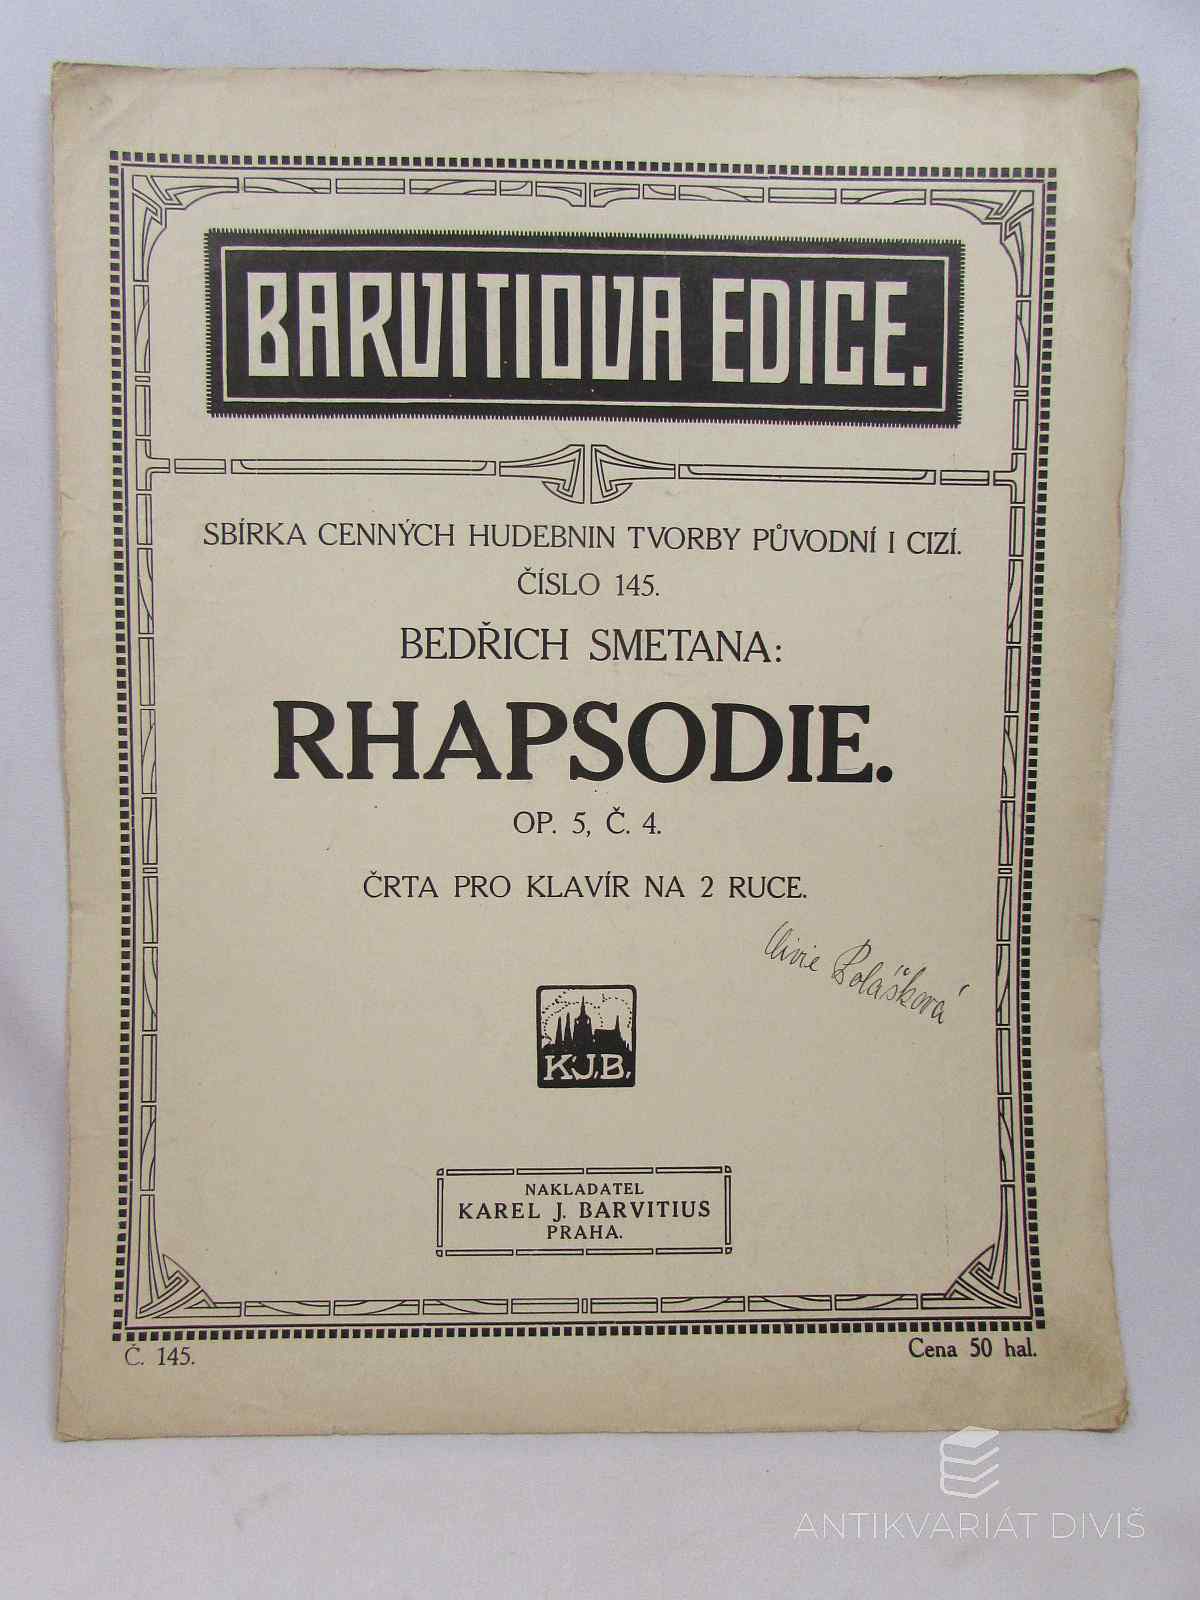 BARVITIOVA EDICE.
SBÍRKA CENNÝCH HUDEBNIN TVORBY PŮVODNÍ I CIZÍ.
ČÍSLO 145.
BEDŘICH SMETANA:
RHAPSODIE.
OP. 5, Č. 4.
ČRTA PRO KLAVÍR NA 2 RUCE.
Polášková
K.J.B.
NAKLADATEL
KAREL J. BARVITIUS
PRAHA.
Č. 145.
Cena 50 hal.
ANTIKVARIÁT DIVIŠ